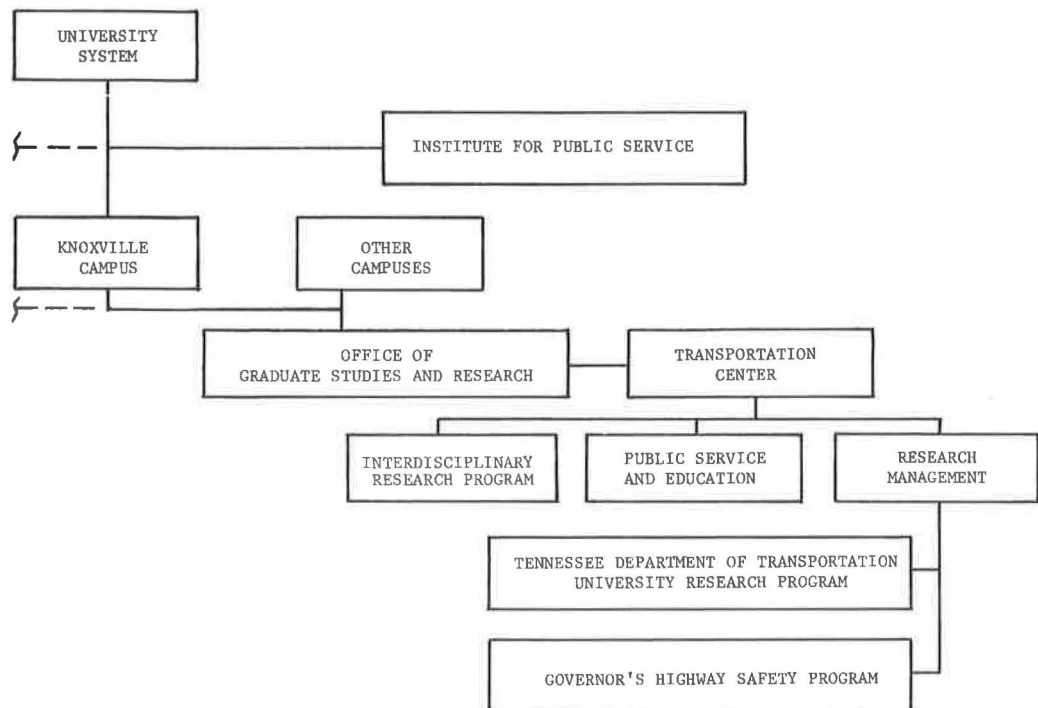 UNIVERSITY
SYSTEM
INSTITUTE FOR PUBLIC SERVICE
KNOXVILLE
CAMPUS
OTHER
CAMPUSES
OFFICE OF
GRADUATE STUDIES AND RESEARCH
TRANSPORTATION
CENTER
INTERDISCIPLINARY
RESEARCH PROGRAM
PUBLIC SERVICE
AND EDUCATION
RESEARCH
MANAGEMENT
TENNESSEE DEPARTMENT OF TRANSPORTATION
UNIVERSITY RESEARCH PROGRAM
GOVERNOR'S HIGHWAY SAFETY PROGRAM